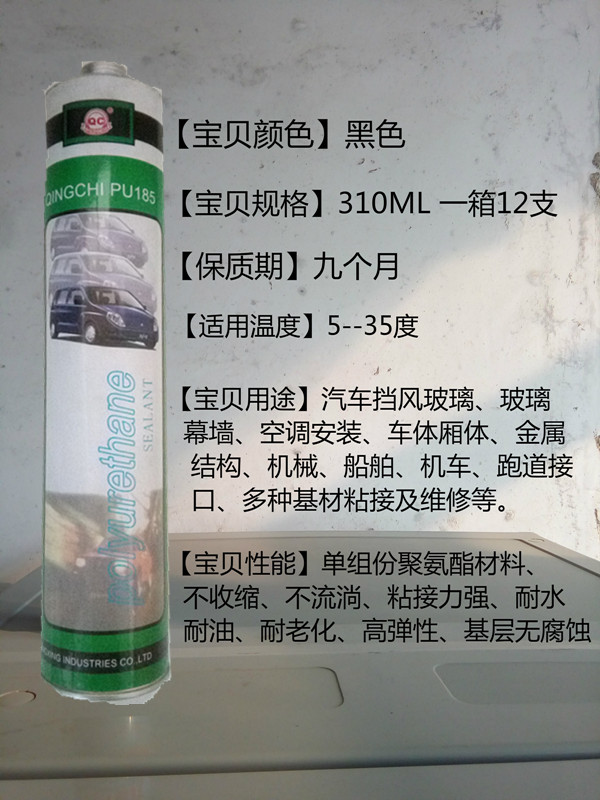 QC
QINGCHI PU185
polyurethane
SEALANT
INDUSTRIES CO.,LTD
【宝贝颜色】黑色
【宝贝规格】310ML 一箱12支
【保质期】九个月
【适用温度】5--35度
【宝贝用途】汽车挡风玻璃、玻璃
幕墙、空调安装、车体厢体、金属
结构、机械、船舶、机车、跑道接
口、多种基材粘接及维修等。
【宝贝性能】单组份聚氨酯材料、
不收缩、不流淌、粘接力强、耐水
耐油、耐老化、高弹性、基层无腐蚀